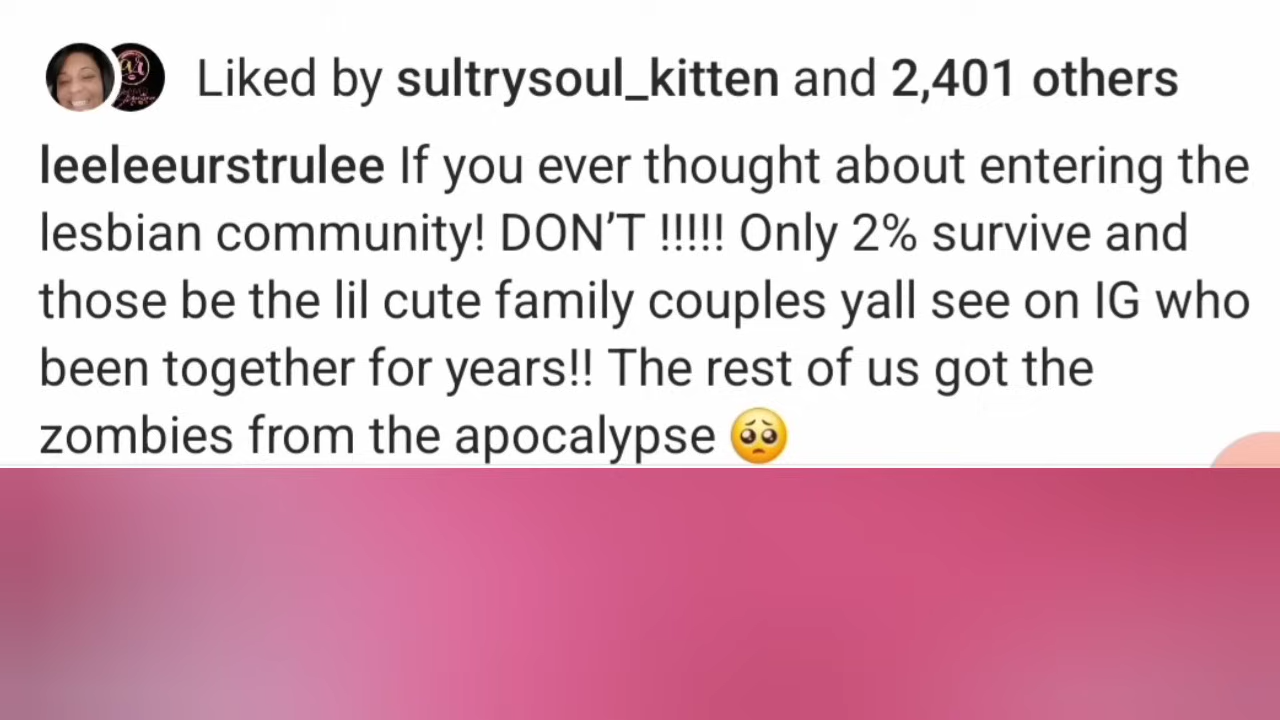 Liked by sultrysoul_kitten and 2,401 others
leeleeurstrulee If you ever thought about entering the
lesbian community! DON’T !!!!! Only 2% survive and
those be the lil cute family couples yall see on IG who
been together for years!! The rest of us got the
zombies from the apocalypse 🥺